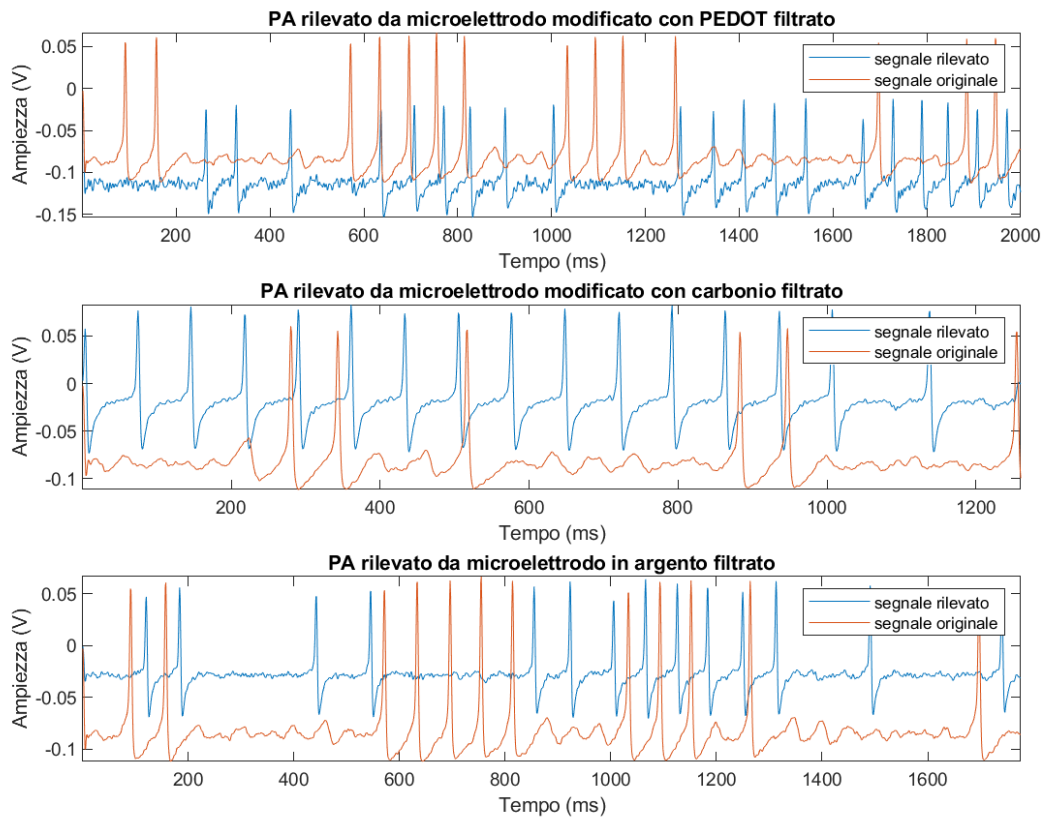 PA rilevato da microelettrodo modificato con PEDOT filtrato
segnale rilevato
segnale originale
Ampiezza (V)
0.05
0
-0.05
-0.1
-0.15
200 400 600 800 1000 1200 1400 1600 1800 2000
Tempo (ms)
PA rilevato da microelettrodo modificato con carbonio filtrato
segnale rilevato
segnale originale
Ampiezza (V)
0.05
0
-0.05
-0.1
200 400 600 800 1000 1200
Tempo (ms)
PA rilevato da microelettrodo in argento filtrato
segnale rilevato
segnale originale
Ampiezza (V)
0.05
0
-0.05
-0.1
200 400 600 800 1000 1200 1400 1600
Tempo (ms)